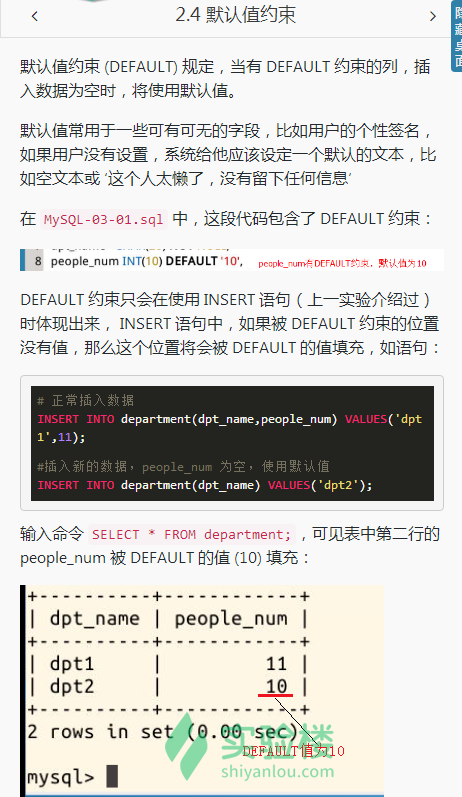 2.4 默认值约束
隐
藏
桌
面
默认值约束 (DEFAULT) 规定，当有 DEFAULT 约束的列，插
入数据为空时，将使用默认值。
默认值常用于一些可有可无的字段，比如用户的个性签名，
如果用户没有设置，系统给他应该设定一个默认的文本，比
如空文本或 ‘这个人太懒了，没有留下任何信息’
在 MySQL-03-01.sql 中，这段代码包含了 DEFAULT 约束：
8 people_num INT(10) DEFAULT '10', people_num有DEFAULT约束，默认值为10
DEFAULT 约束只会在使用 INSERT 语句（上一实验介绍过）
时体现出来， INSERT 语句中，如果被 DEFAULT 约束的位置
没有值，那么这个位置将会被 DEFAULT 的值填充，如语句：
# 正常插入数据
INSERT INTO department(dpt_name,people_num) VALUES('dpt
1',11);
#插入新的数据，people_num 为空，使用默认值
INSERT INTO department(dpt_name) VALUES('dpt2');
输入命令 SELECT * FROM department; ，可见表中第二行的
people_num 被 DEFAULT 的值 (10) 填充：
+----------+------------+
| dpt_name | people_num |
+----------+------------+
| dpt1     |         11 |
| dpt2     |         10 |
+----------+------------+
2 rows in set (0.00 sec)
实验楼
DEFAULT值为10
shiyanlou.com
mysql>